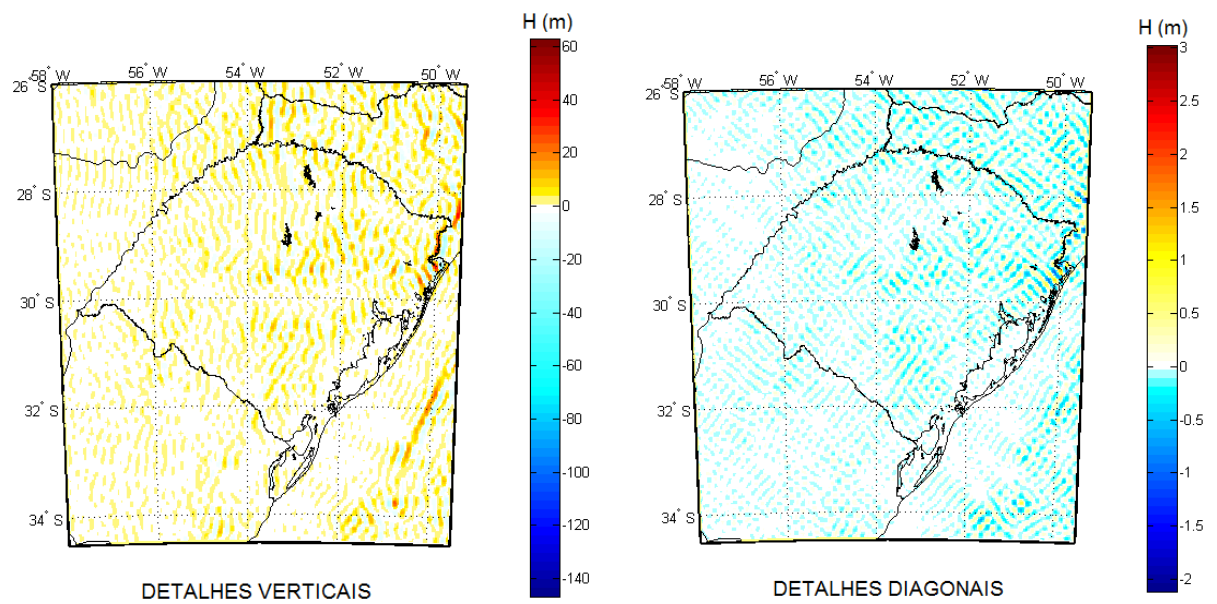 H (m)
58° W
56° W
54° W
52° W
50° W
26° S
28° S
30° S
32° S
34° S
60
40
20
0
-20
-40
-60
-80
-100
-120
-140
DETALHES VERTICAIS
H (m)
58° W
56° W
54° W
52° W
50° W
26° S
28° S
30° S
32° S
34° S
3
2.5
2
1.5
1
0.5
0
-0.5
-1
-1.5
-2
DETALHES DIAGONAIS